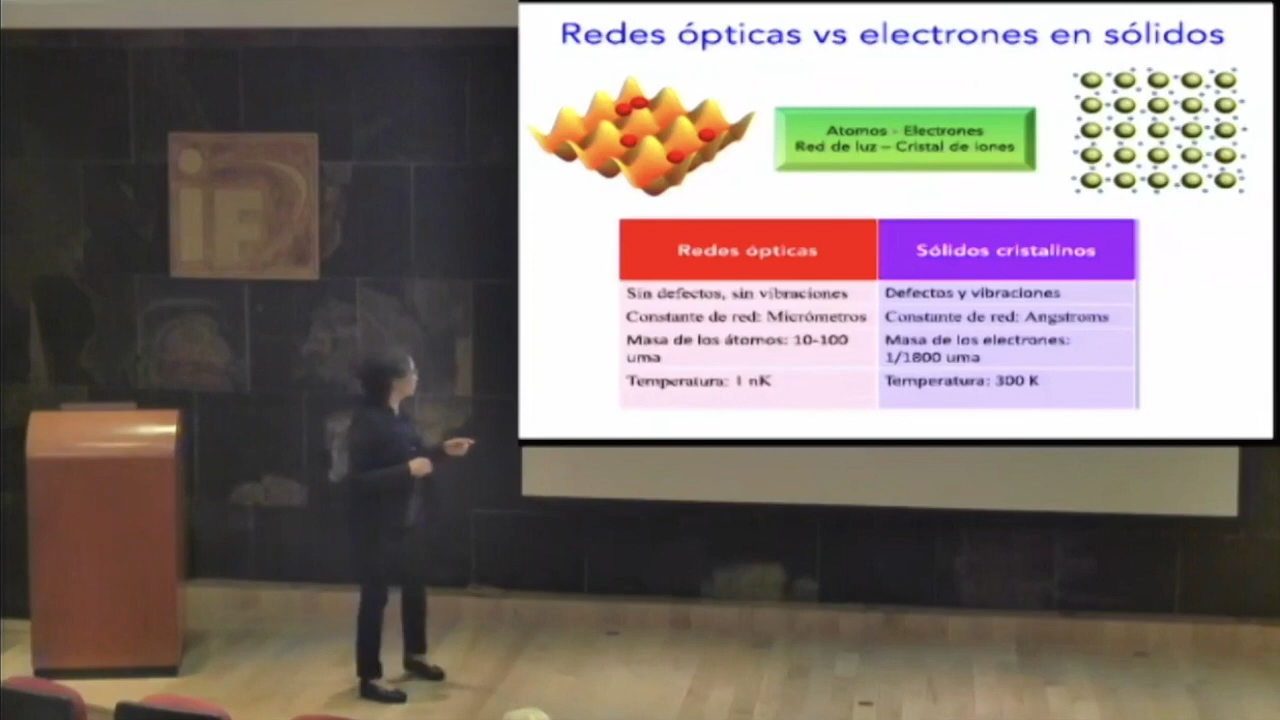 Redes ópticas vs electrones en sólidos
Atomos - Electrones
Red de luz – Cristal de iones
Redes ópticas
Sólidos cristalinos
Sin defectos, sin vibraciones
Defectos y vibraciones
Constante de red: Micrómetros
Constante de red: Angstroms
Masa de los átomos: 10-100
uma
Masa de los electrones:
1/1800 uma
Temperatura: 1 nK
Temperatura: 300 K
iF